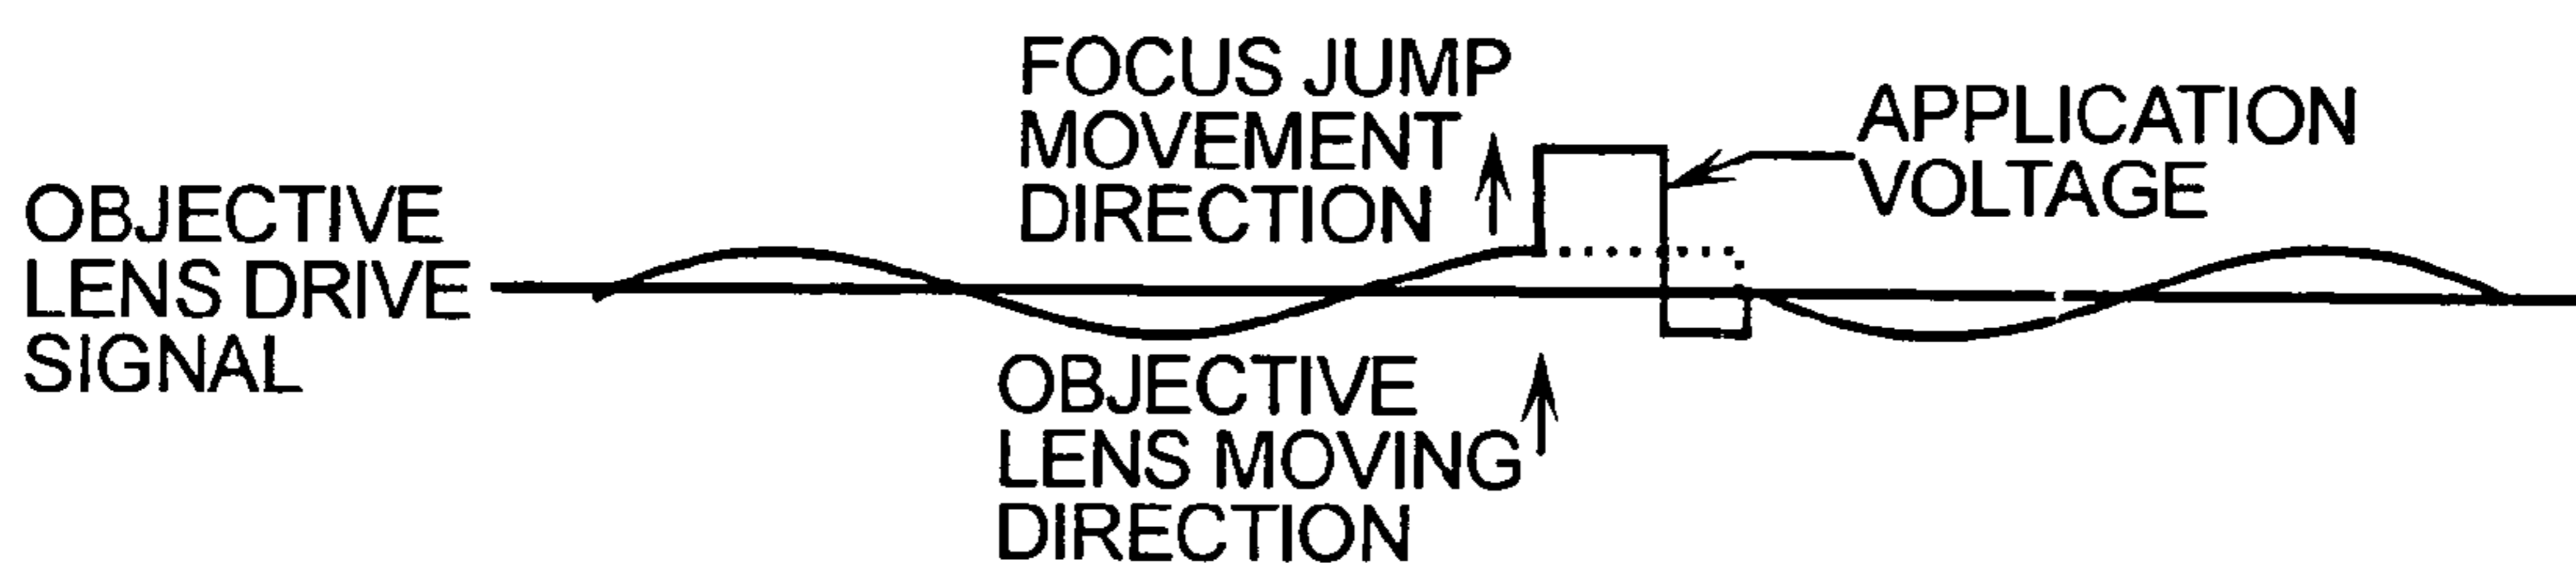 OBJECTIVE
LENS DRIVE
SIGNAL
FOCUS JUMP
MOVEMENT
DIRECTION
APPLICATION
VOLTAGE
OBJECTIVE
LENS MOVING
DIRECTION